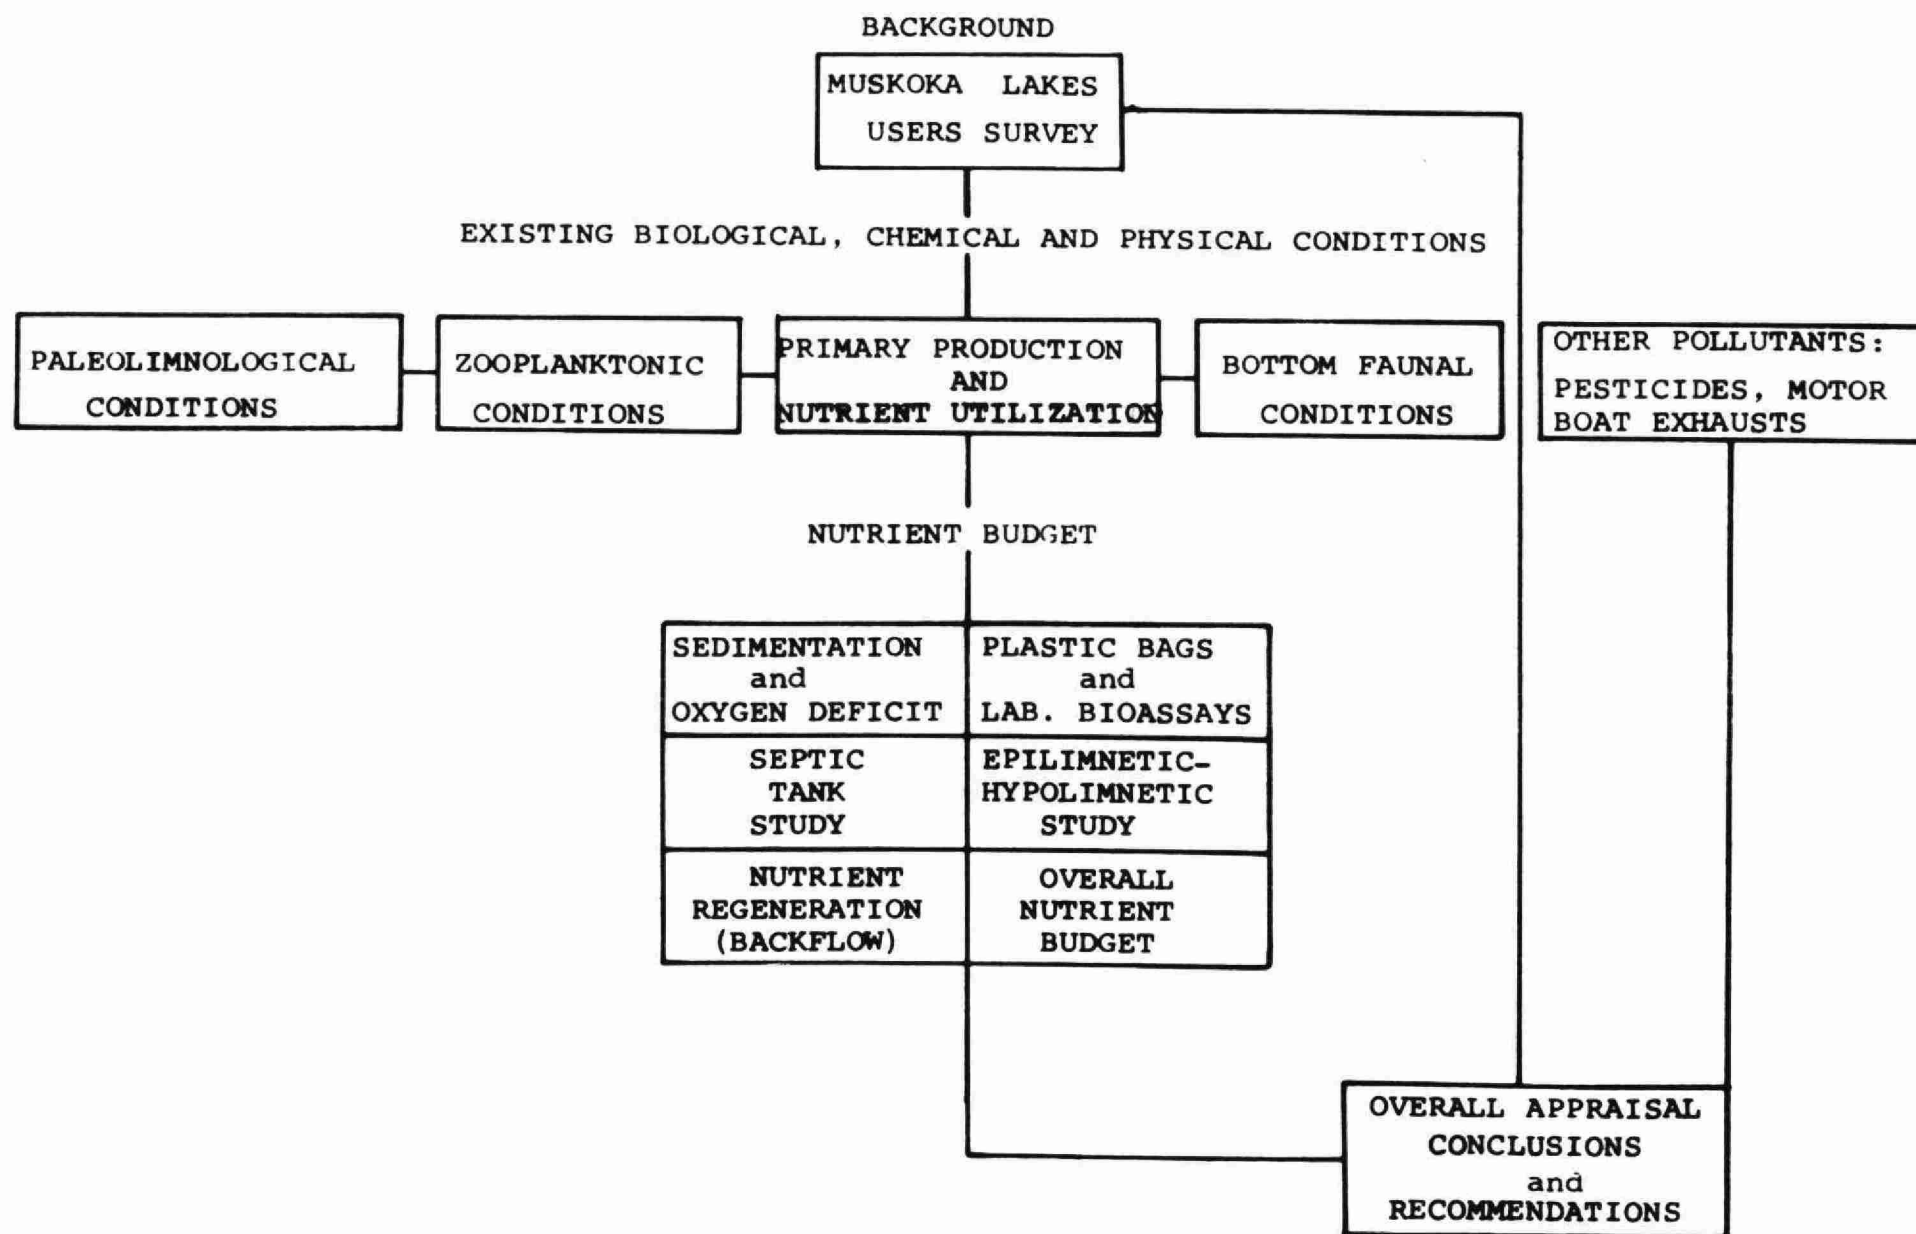 BACKGROUND
MUSKOKA LAKES
USERS SURVEY
EXISTING BIOLOGICAL, CHEMICAL AND PHYSICAL CONDITIONS
PALEOLIMNOLOGICAL
CONDITIONS
ZOOPLANKTONIC
CONDITIONS
PRIMARY PRODUCTION
AND
NUTRIENT UTILIZATION
BOTTOM FAUNAL
CONDITIONS
OTHER POLLUTANTS:
PESTICIDES, MOTOR
BOAT EXHAUSTS
NUTRIENT BUDGET
SEDIMENTATION
and
OXYGEN DEFICIT
PLASTIC BAGS
and
LAB. BIOASSAYS
SEPTIC
TANK
STUDY
EPILIMNETIC-
HYPOLIMNETIC
STUDY
NUTRIENT
REGENERATION
(BACKFLOW)
OVERALL
NUTRIENT
BUDGET
OVERALL APPRAISAL
CONCLUSIONS
and
RECOMMENDATIONS